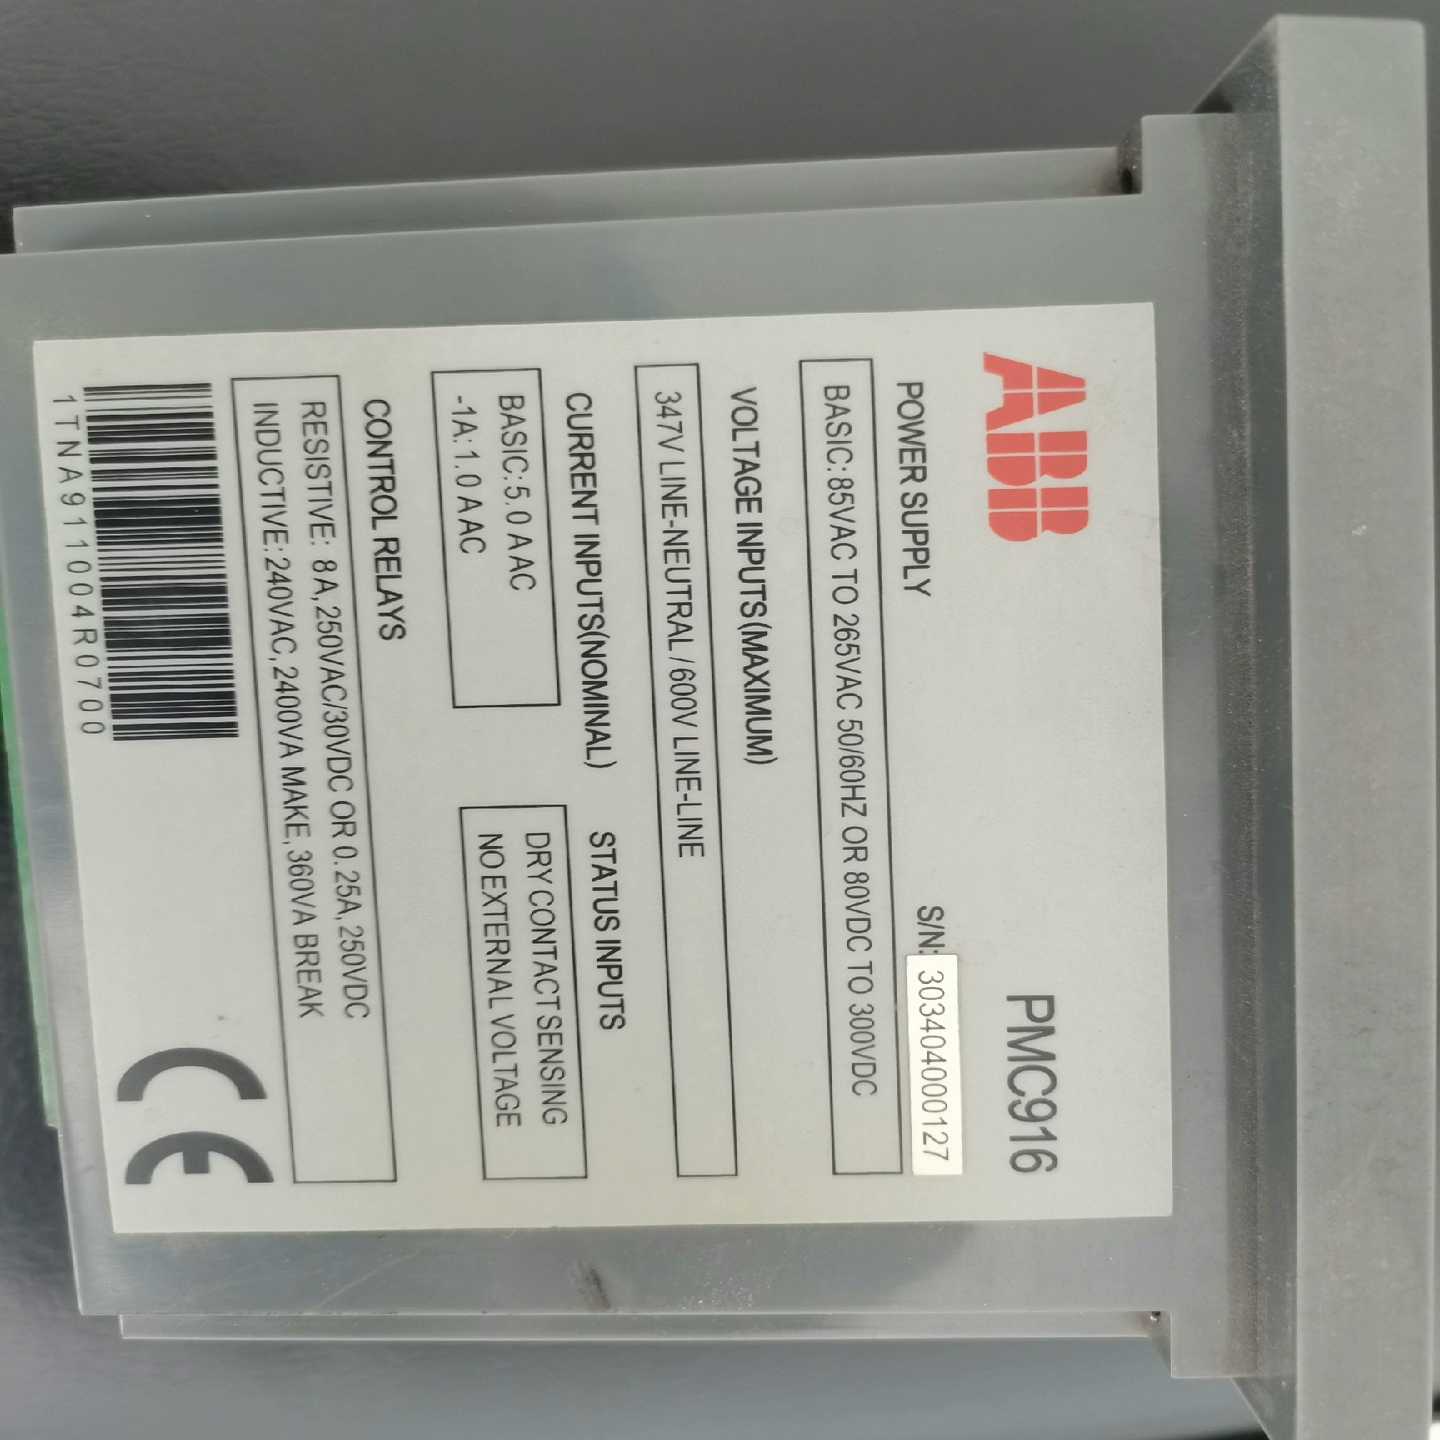 ABB
PMC916
S/N: 30340400O127
POWER SUPPLY
BASIC: 85VAC TO 265VAC 50/60HZ OR 80VDC TO 300VDC
VOLTAGE INPUTS(MAXIMUM)
347V LINE-NEUTRAL / 600V LINE-LINE
CURRENT INPUTS(NOMINAL)
BASIC: 5.0 A AC
-1A: 1.0 A AC
STATUS INPUTS
DRY CONTACT SENSING
NO EXTERNAL VOLTAGE
CONTROL RELAYS
RESISTIVE: 8A, 250VAC/30VDC OR 0.25A, 250VDC
INDUCTIVE: 240VAC, 2400VA MAKE, 360VA BREAK
1TNA911004R0700
CE